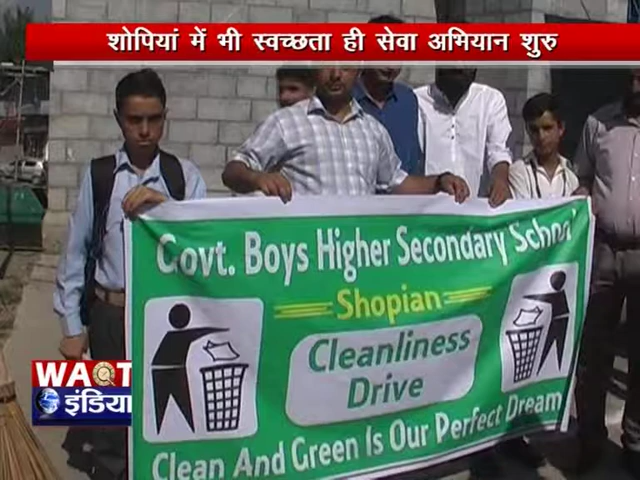 शोपियां में भी स्वच्छता ही सेवा अभियान शुरु
Govt. Boys Higher Secondary School
Shopian
Cleanliness
Drive
Clean And Green Is Our Perfect Dream
WAQT
इंडिया